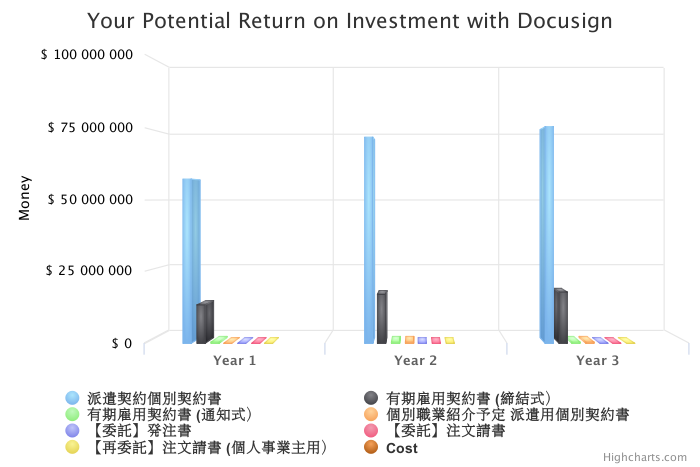 Your Potential Return on Investment with Docusign
$ 100 000 000
$ 75 000 000
$ 50 000 000
$ 25 000 000
$ 0
Money
Year 1
Year 2
Year 3
派遣契約個別契約書
有期雇用契約書 (締結式)
有期雇用契約書 (通知式)
個別職業紹介予定 派遣用個別契約書
【委託】発注書
【委託】注文請書
【再委託】注文請書 (個人事業主用)
Cost
Highcharts.com